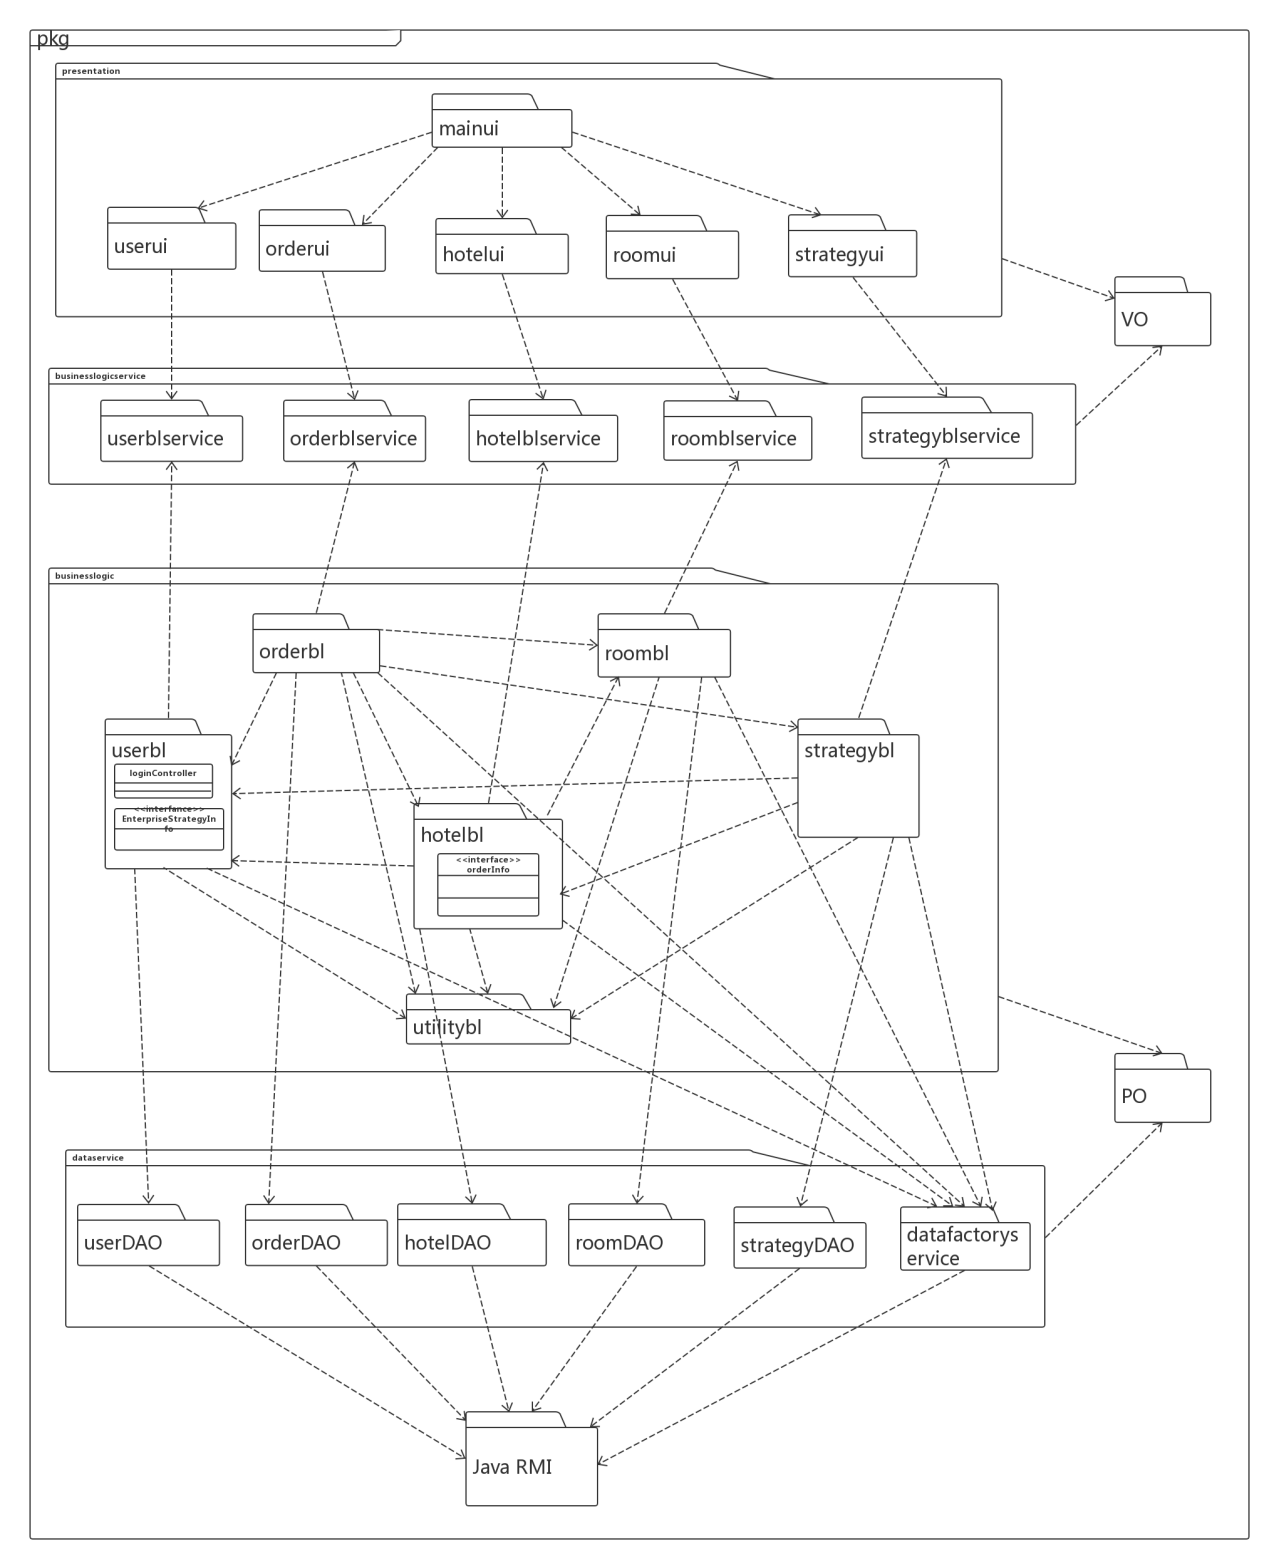 pkg
presentation
mainui
userui
orderui
hotelui
roomui
strategyui
VO
businesslogicservice
userblservice
orderblservice
hotelblservice
roomblservice
strategyblservice
businesslogic
orderbl
roombl
userbl
loginController
<<interfance>>
EnterpriseStrategyIn
fo
strategybl
hotelbl
<<interface>>
orderInfo
utilitybl
PO
dataservice
userDAO
orderDAO
hotelDAO
roomDAO
strategyDAO
datafactorys
ervice
Java RMI